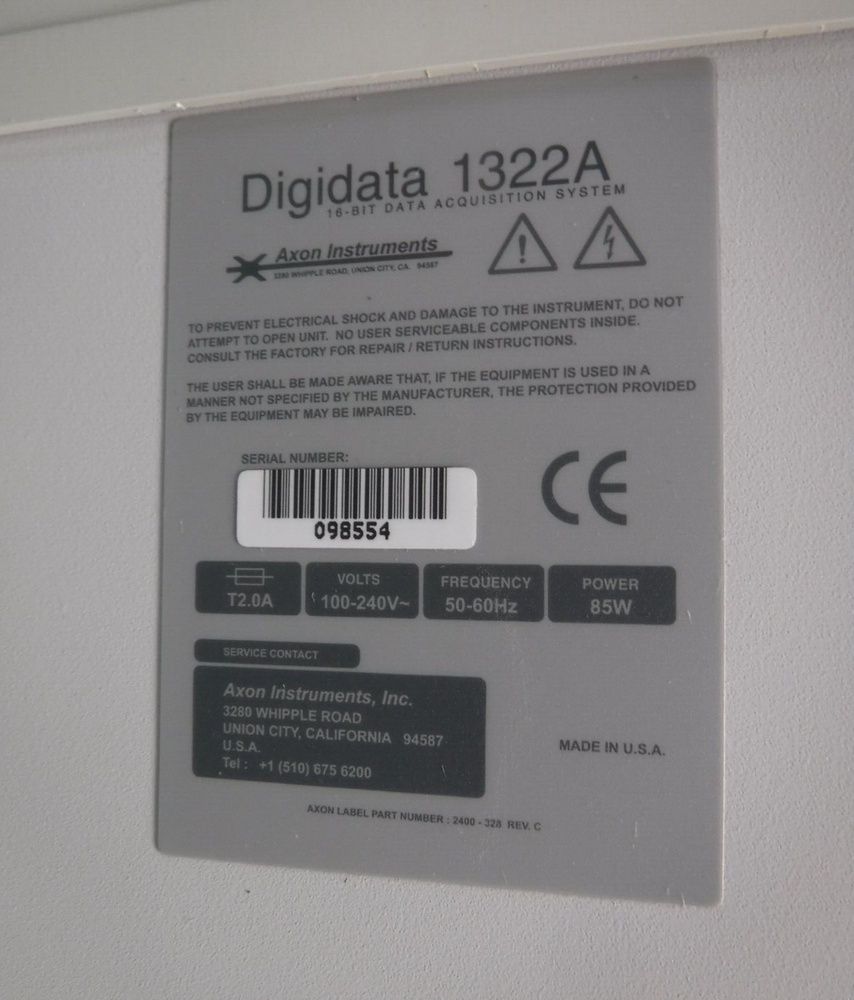 Digidata 1322A
16-BIT DATA ACQUISITION SYSTEM
Axon Instruments
3280 WHIPPLE ROAD, UNION CITY, CA 94587
TO PREVENT ELECTRICAL SHOCK AND DAMAGE TO THE INSTRUMENT, DO NOT
ATTEMPT TO OPEN UNIT. NO USER SERVICEABLE COMPONENTS INSIDE.
CONSULT THE FACTORY FOR REPAIR / RETURN INSTRUCTIONS.
THE USER SHALL BE MADE AWARE THAT, IF THE EQUIPMENT IS USED IN A
MANNER NOT SPECIFIED BY THE MANUFACTURER, THE PROTECTION PROVIDED
BY THE EQUIPMENT MAY BE IMPAIRED.
SERIAL NUMBER:
098554
CE
T2.0A
VOLTS
100-240V~
FREQUENCY
50-60Hz
POWER
85W
SERVICE CONTACT
Axon Instruments, Inc.
3280 WHIPPLE ROAD
UNION CITY, CALIFORNIA 94587
U.S.A.
Tel : +1 (510) 675 6200
MADE IN U.S.A.
AXON LABEL PART NUMBER : 2400 - 328 REV. C